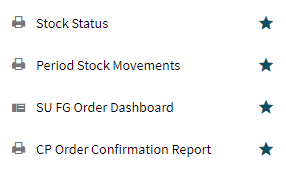 Stock Status
Period Stock Movements
SU FG Order Dashboard
CP Order Confirmation Report